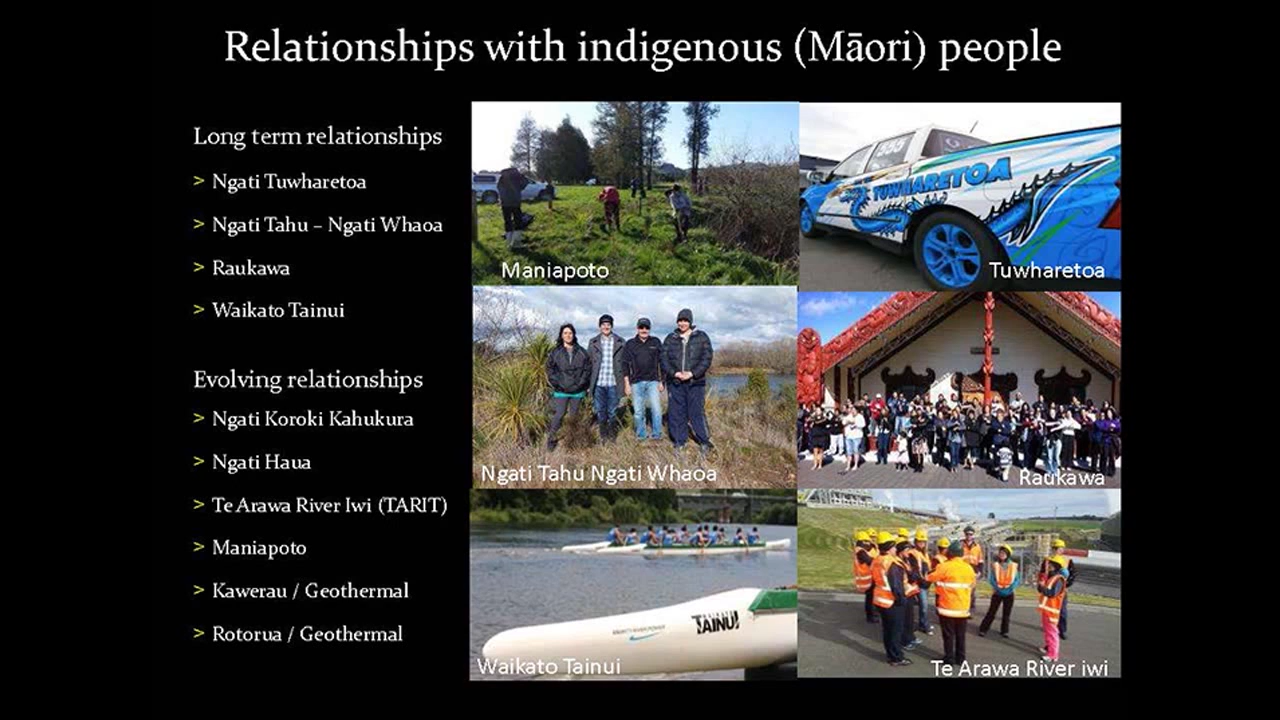 Relationships with indigenous (Māori) people
Long term relationships
> Ngati Tuwharetoa
> Ngati Tahu – Ngati Whaoa
> Raukawa
> Waikato Tainui
Evolving relationships
> Ngati Koroki Kahukura
> Ngati Haua
> Te Arawa River Iwi (TARIT)
> Maniapoto
> Kawerau / Geothermal
> Rotorua / Geothermal
Maniapoto
TUWHARETOA
Tuwharetoa
Ngati Tahu Ngati Whaoa
Raukawa
TAINUI
Waikato Tainui
Te Arawa River iwi